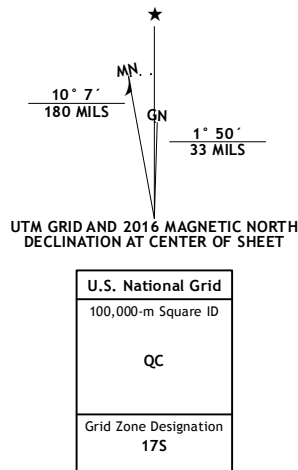 MN
10° 7´
180 MILS
GN
1° 50´
33 MILS
UTM GRID AND 2016 MAGNETIC NORTH
DECLINATION AT CENTER OF SHEET
U.S. National Grid
100,000-m Square ID
QC
Grid Zone Designation
17S